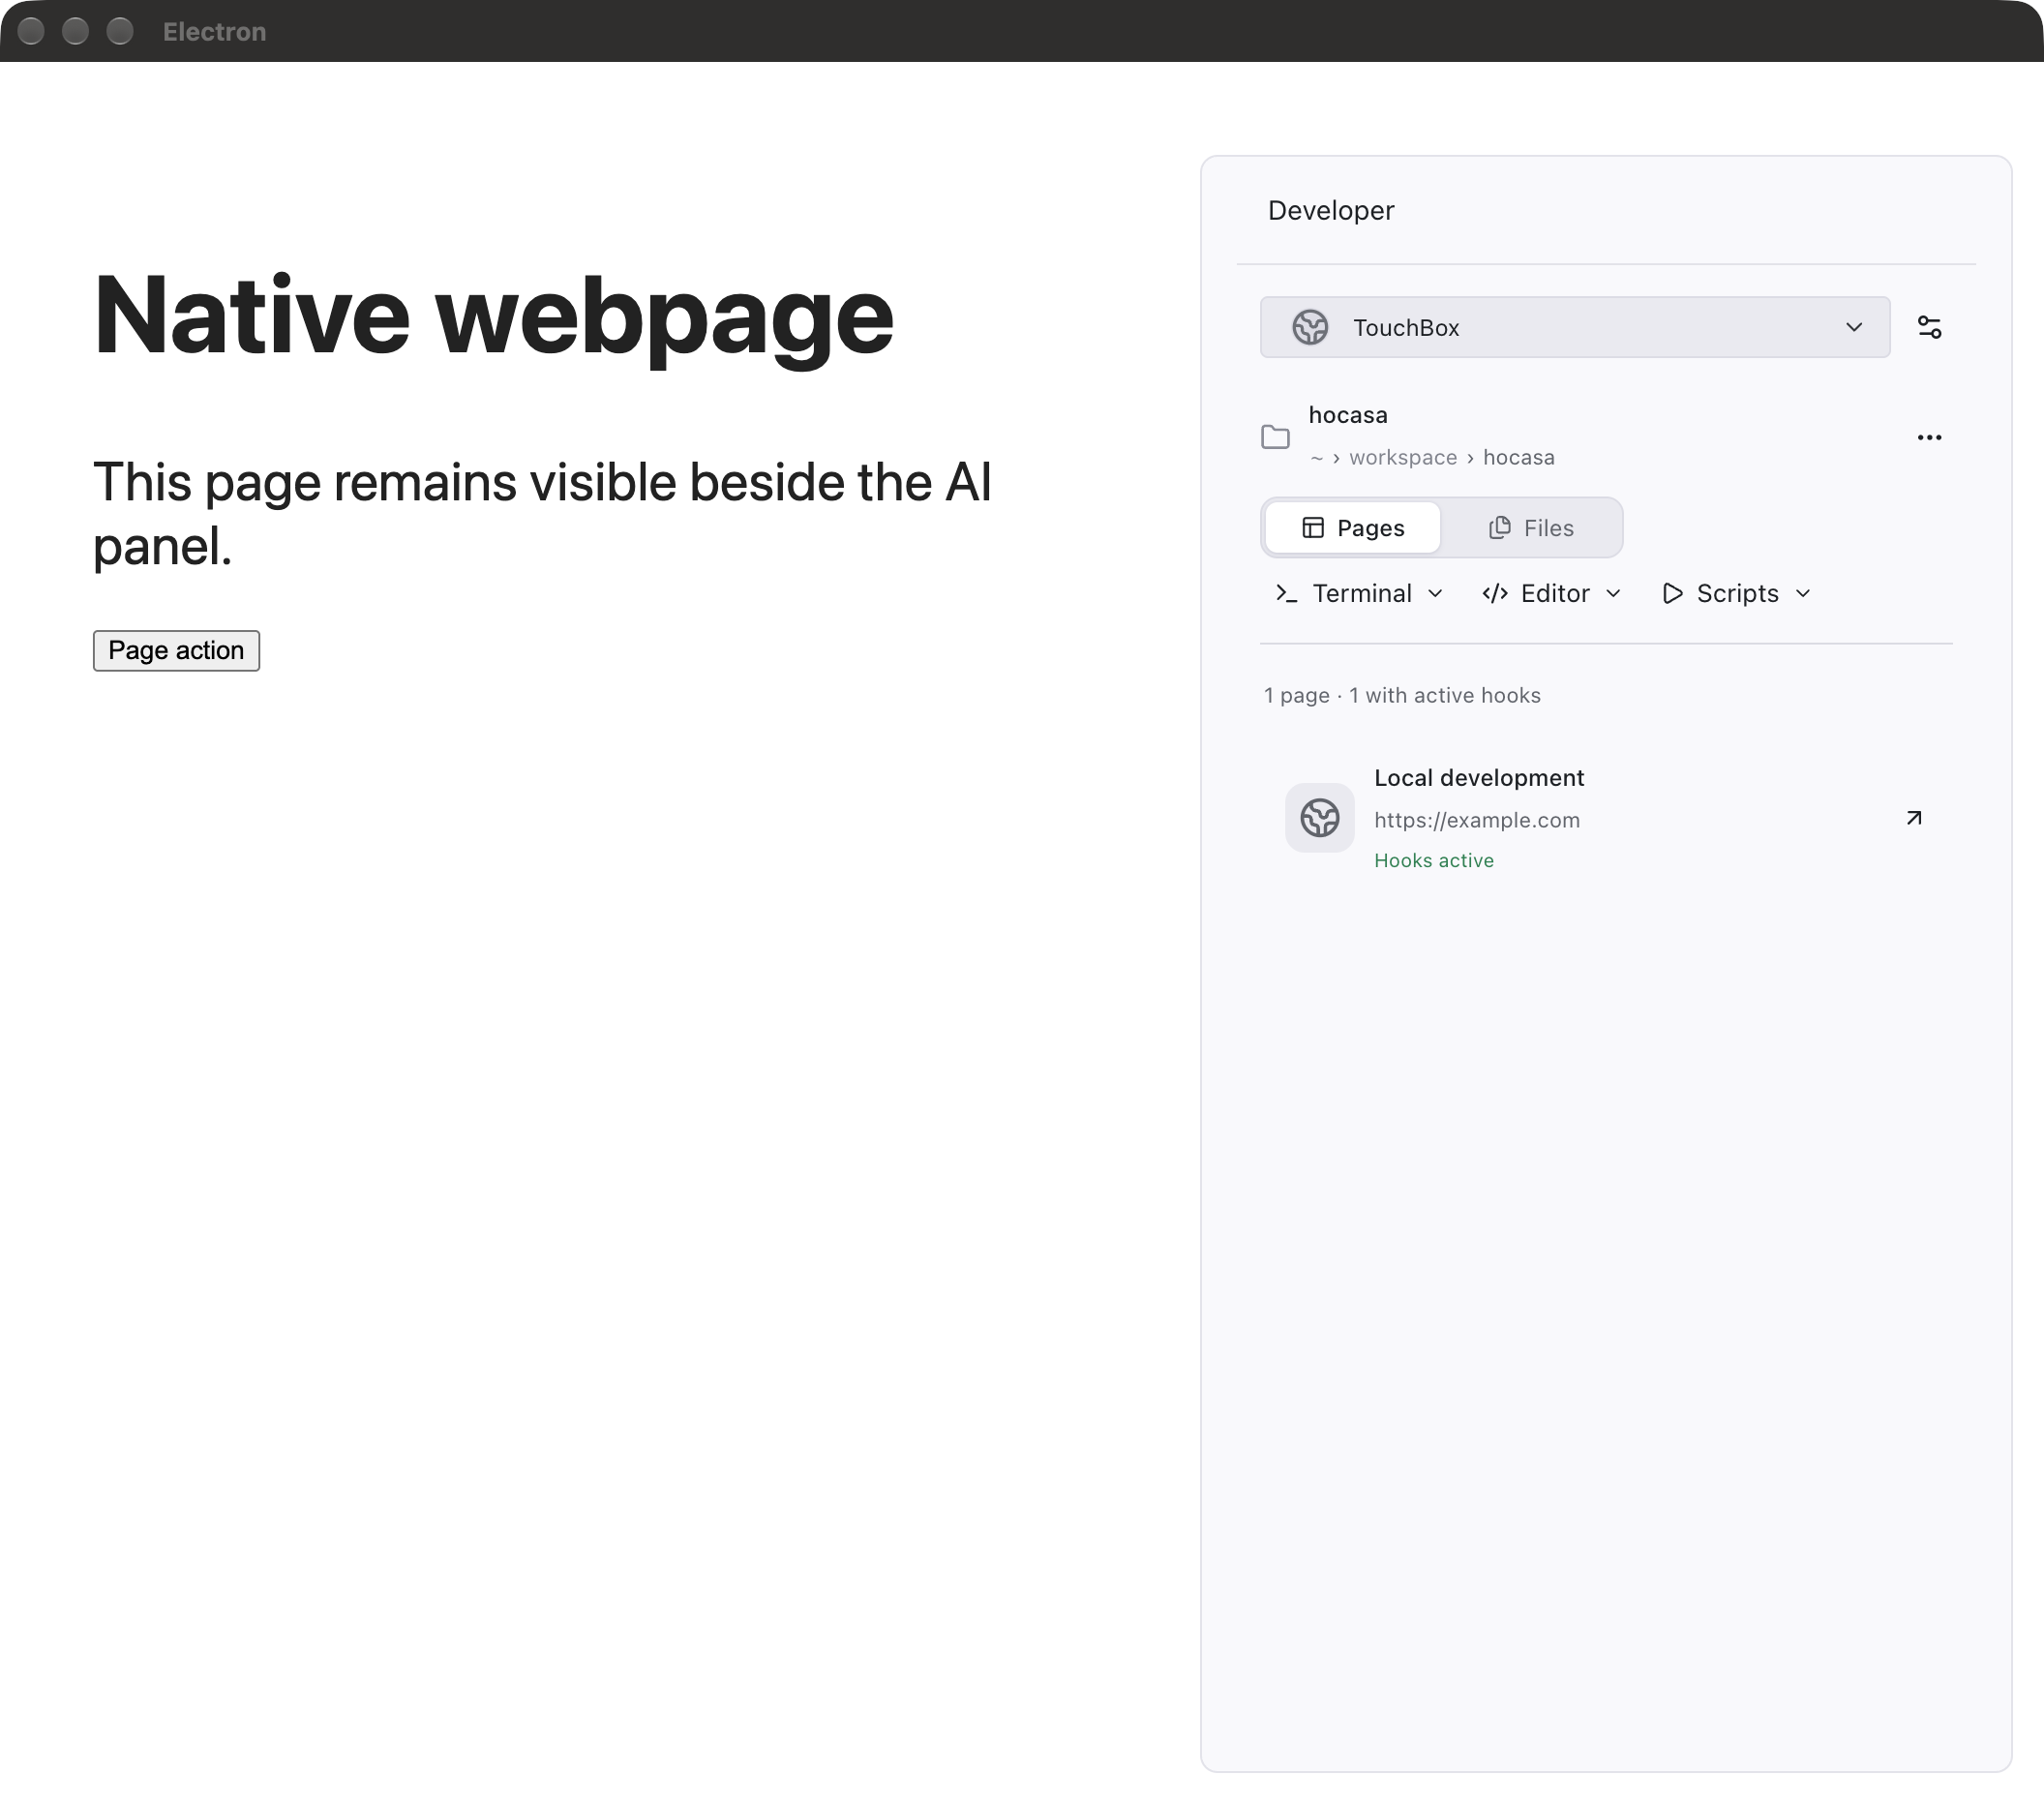 Electron
Native webpage
This page remains visible beside the AI
panel.
Page action
Developer
TouchBox
hocasa
~ › workspace › hocasa
Pages Files
Terminal Editor Scripts
1 page · 1 with active hooks
Local development
https://example.com
Hooks active